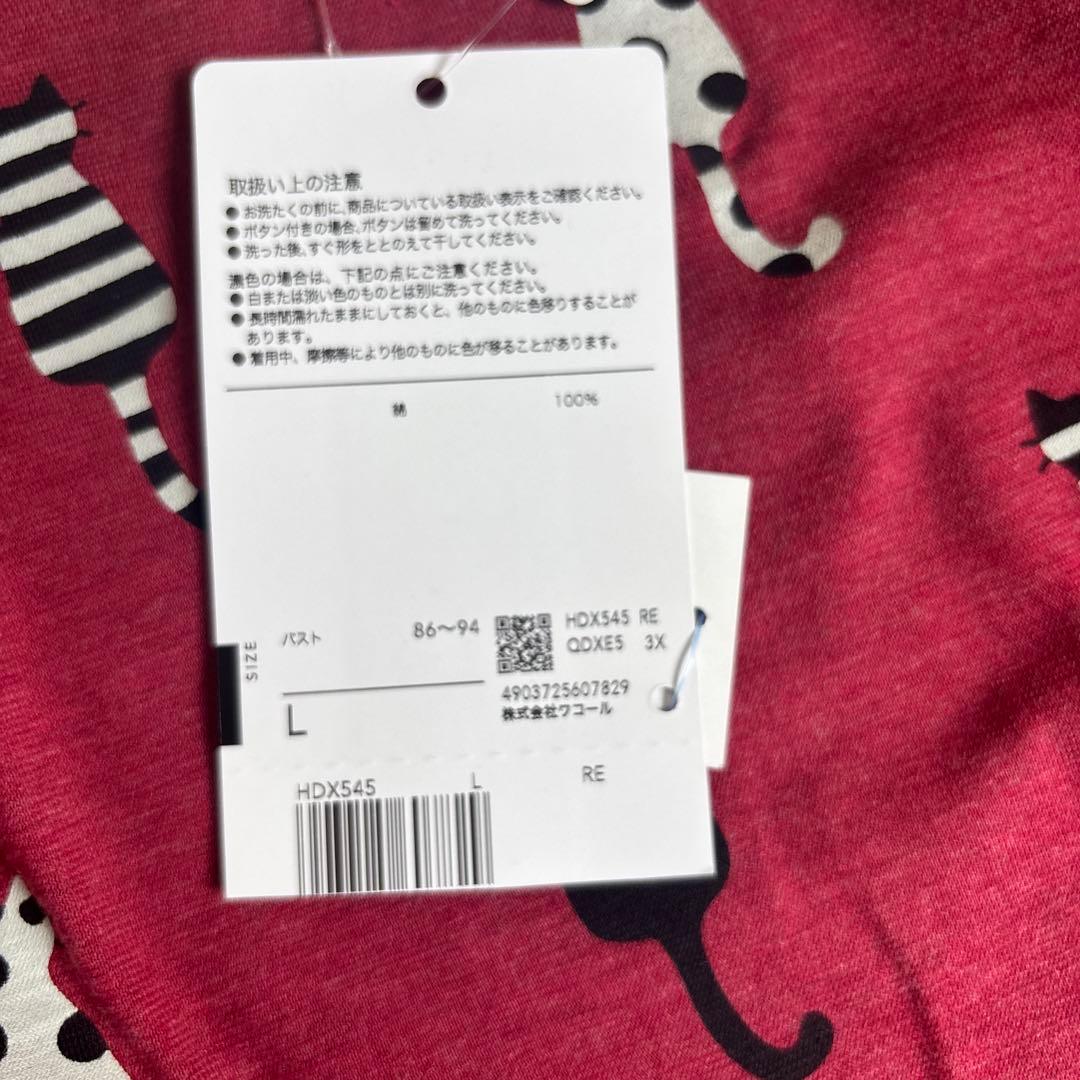 取扱い上の注意
●お洗たくの前に、商品についている取扱い表示をご確認ください。
●ボタン付きの場合、ボタンは留めて洗ってください。
●洗った後、すぐ形をととのえて干してください。
濃色の場合は、下記の点にご注意ください。
●白または淡い色のものとは別に洗ってください。
●長時間濡れたままにしておくと、他のものに色移りすることが
あります。
●着用中、摩擦等により他のものに色が移ることがあります。
綿 100%
SIZE
バスト 86〜94
L
HDX545 RE
QDXE5 3X
4903725607829
株式会社ワコール
HDX545 L RE